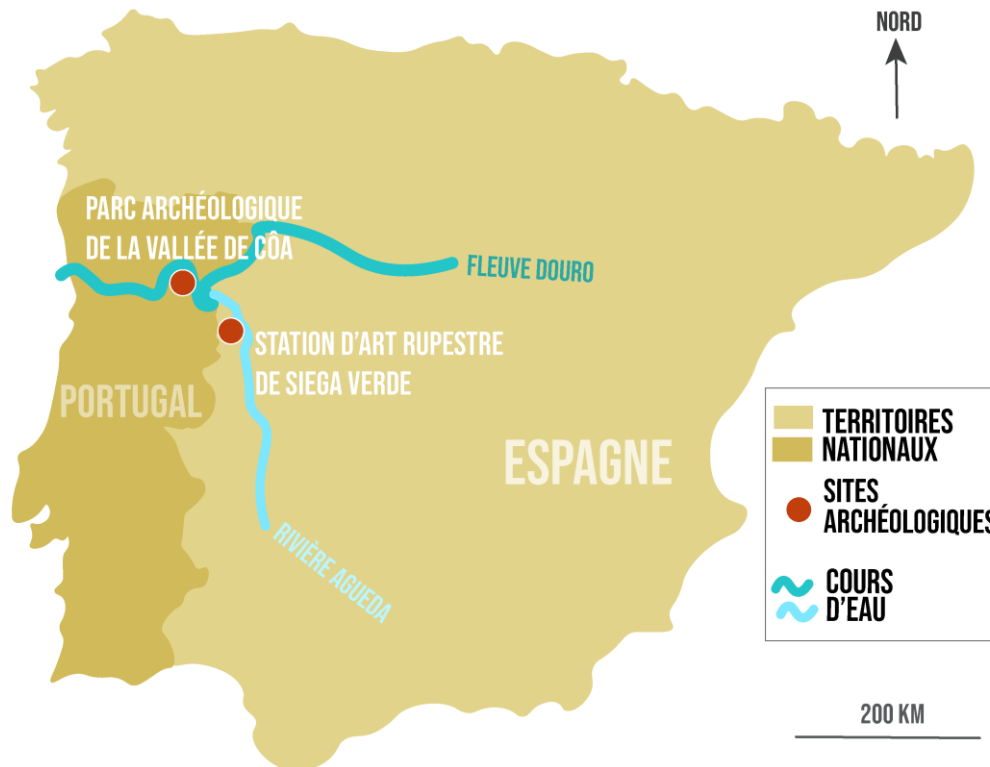 NORD
PARC ARCHÉOLOGIQUE
DE LA VALLÉE DE CÔA
FLEUVE DOURO
STATION D'ART RUPESTRE
DE SIEGA VERDE
PORTUGAL
ESPAGNE
RIVIÈRE AGUEDA
TERRITOIRES
NATIONAUX
SITES
ARCHÉOLOGIQUES
COURS
D'EAU
200 KM